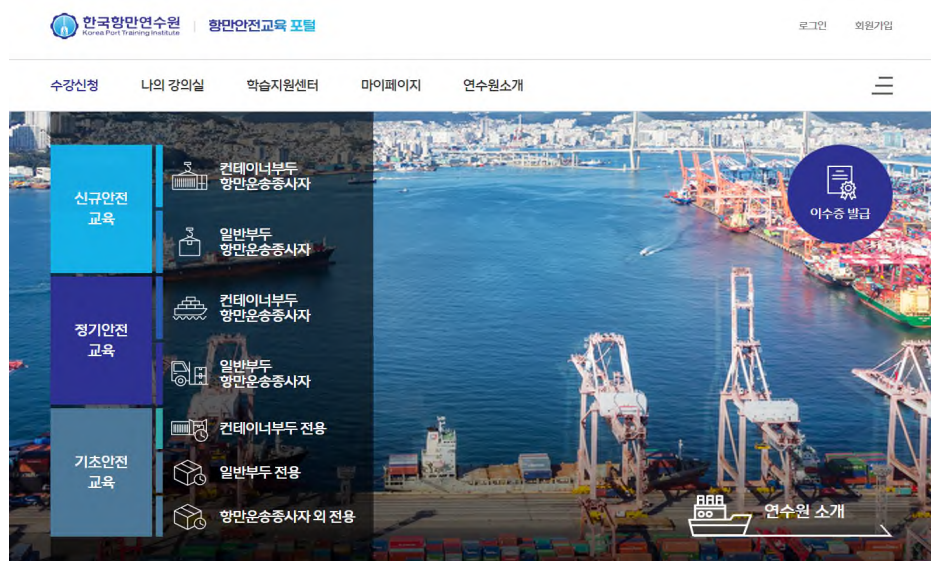 한국항만연수원
Korea Port Training Institute
항만안전교육 포털
로그인 회원가입
수강신청 나의 강의실 학습지원센터 마이페이지 연수원소개
신규안전
교육
컨테이너부두
항만운송종사자
일반부두
항만운송종사자
정기안전
교육
컨테이너부두
항만운송종사자
일반부두
항만운송종사자
기초안전
교육
컨테이너부두 전용
일반부두 전용
항만운송종사자 외 전용
이수증 발급
연수원 소개